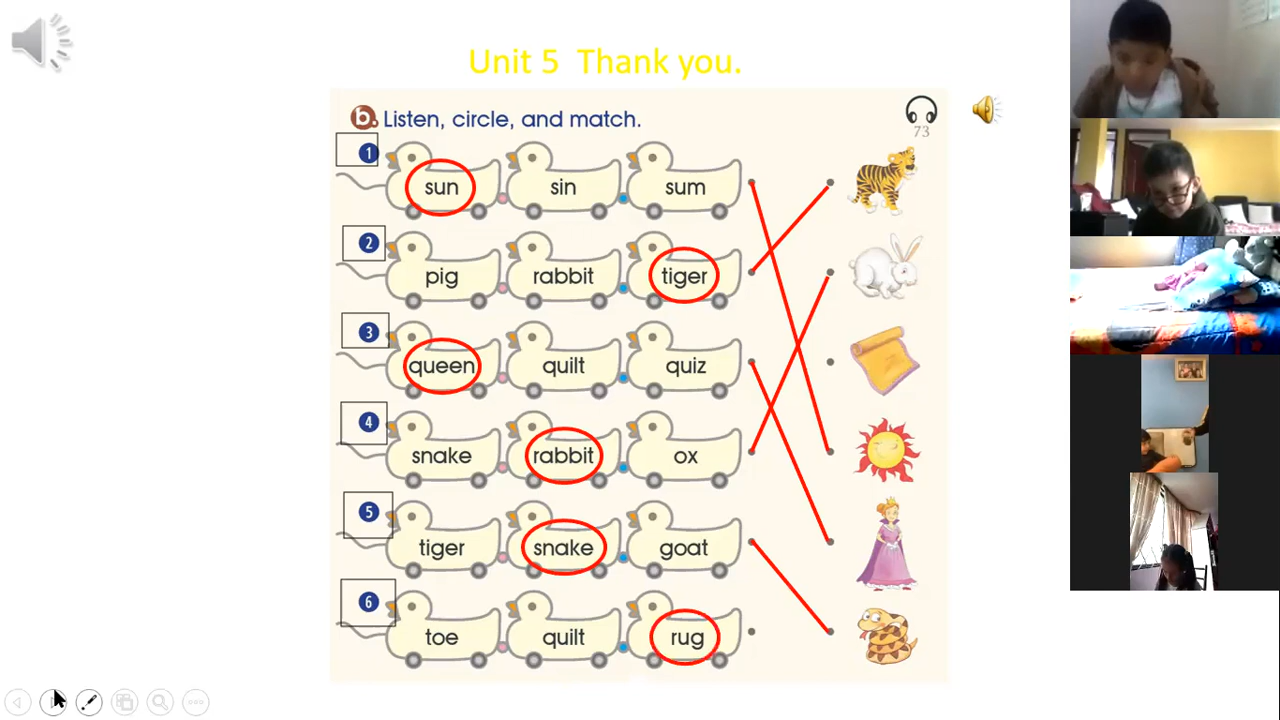 Unit 5 Thank you.
b. Listen, circle, and match.
73
1 sun sin sum
2 pig rabbit tiger
3 queen quilt quiz
4 snake rabbit ox
5 tiger snake goat
6 toe quilt rug